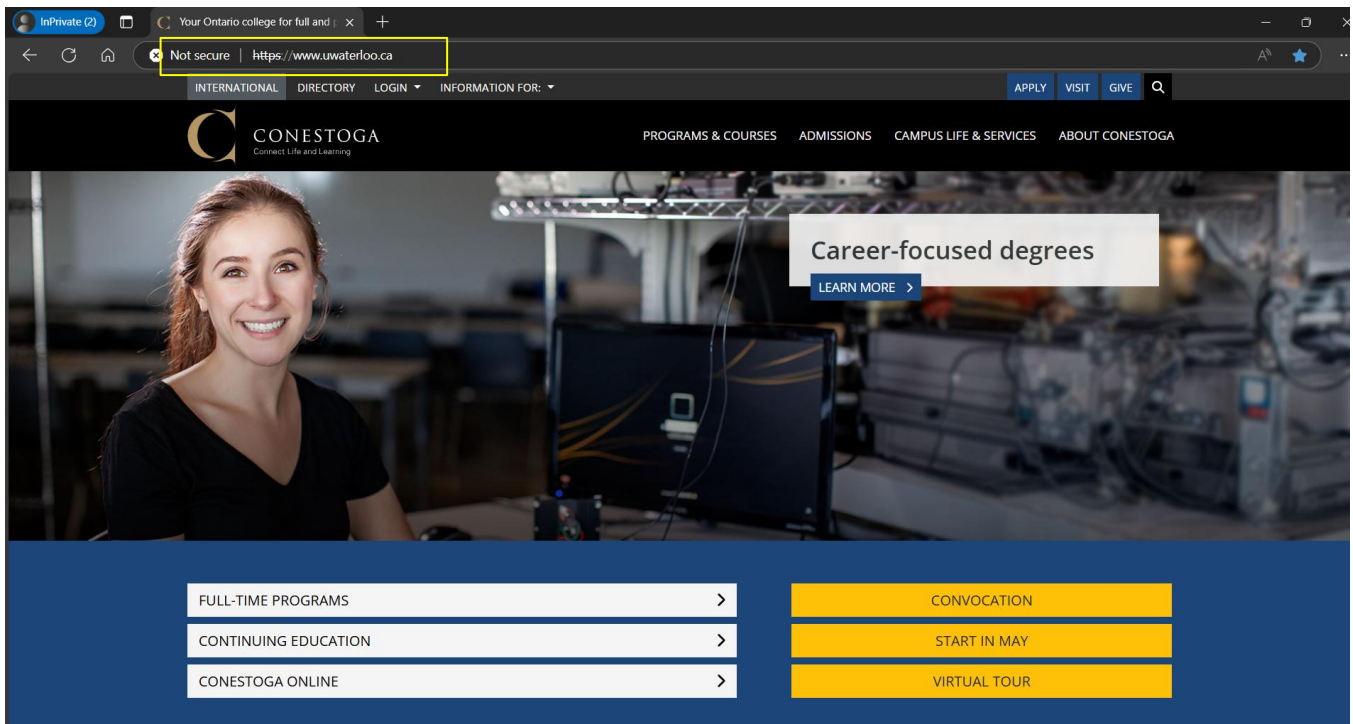 InPrivate (2)
Your Ontario college for full and p
Not secure | https://www.uwaterloo.ca
INTERNATIONAL DIRECTORY LOGIN INFORMATION FOR: APPLY VISIT GIVE
CONESTOGA
Connect Life and Learning
PROGRAMS & COURSES ADMISSIONS CAMPUS LIFE & SERVICES ABOUT CONESTOGA
Career-focused degrees
LEARN MORE
FULL-TIME PROGRAMS
CONTINUING EDUCATION
CONESTOGA ONLINE
CONVOCATION
START IN MAY
VIRTUAL TOUR